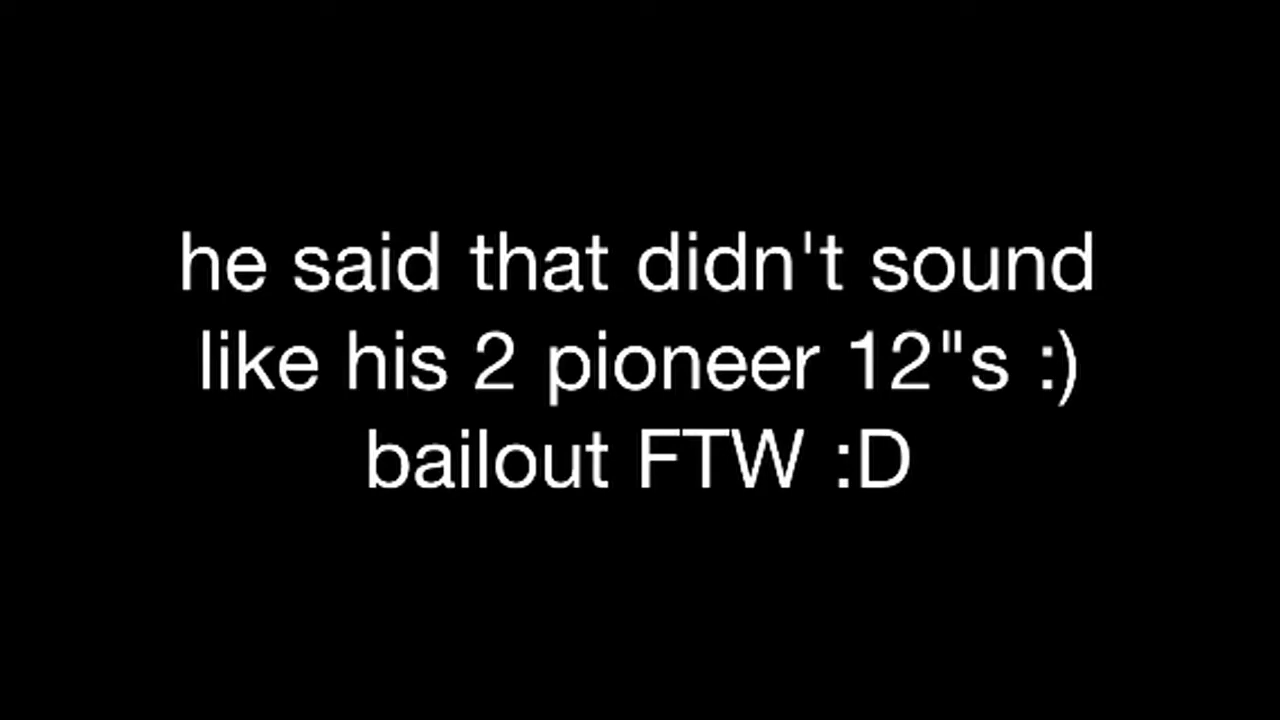 he said that didn't sound
like his 2 pioneer 12"s :)
bailout FTW :D